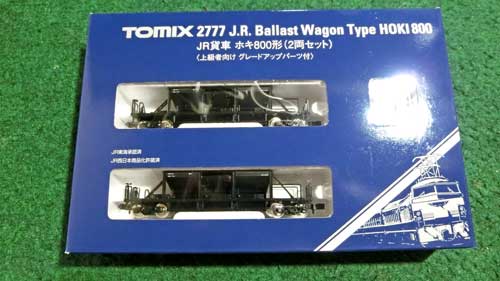 TOMIX 2777 J.R. Ballast Wagon Type HOKI 800
JR貨車 ホキ800形(2両セット)
〈上級者向け グレードアップパーツ付〉
JR東海承認済
JR西日本商品化許諾済